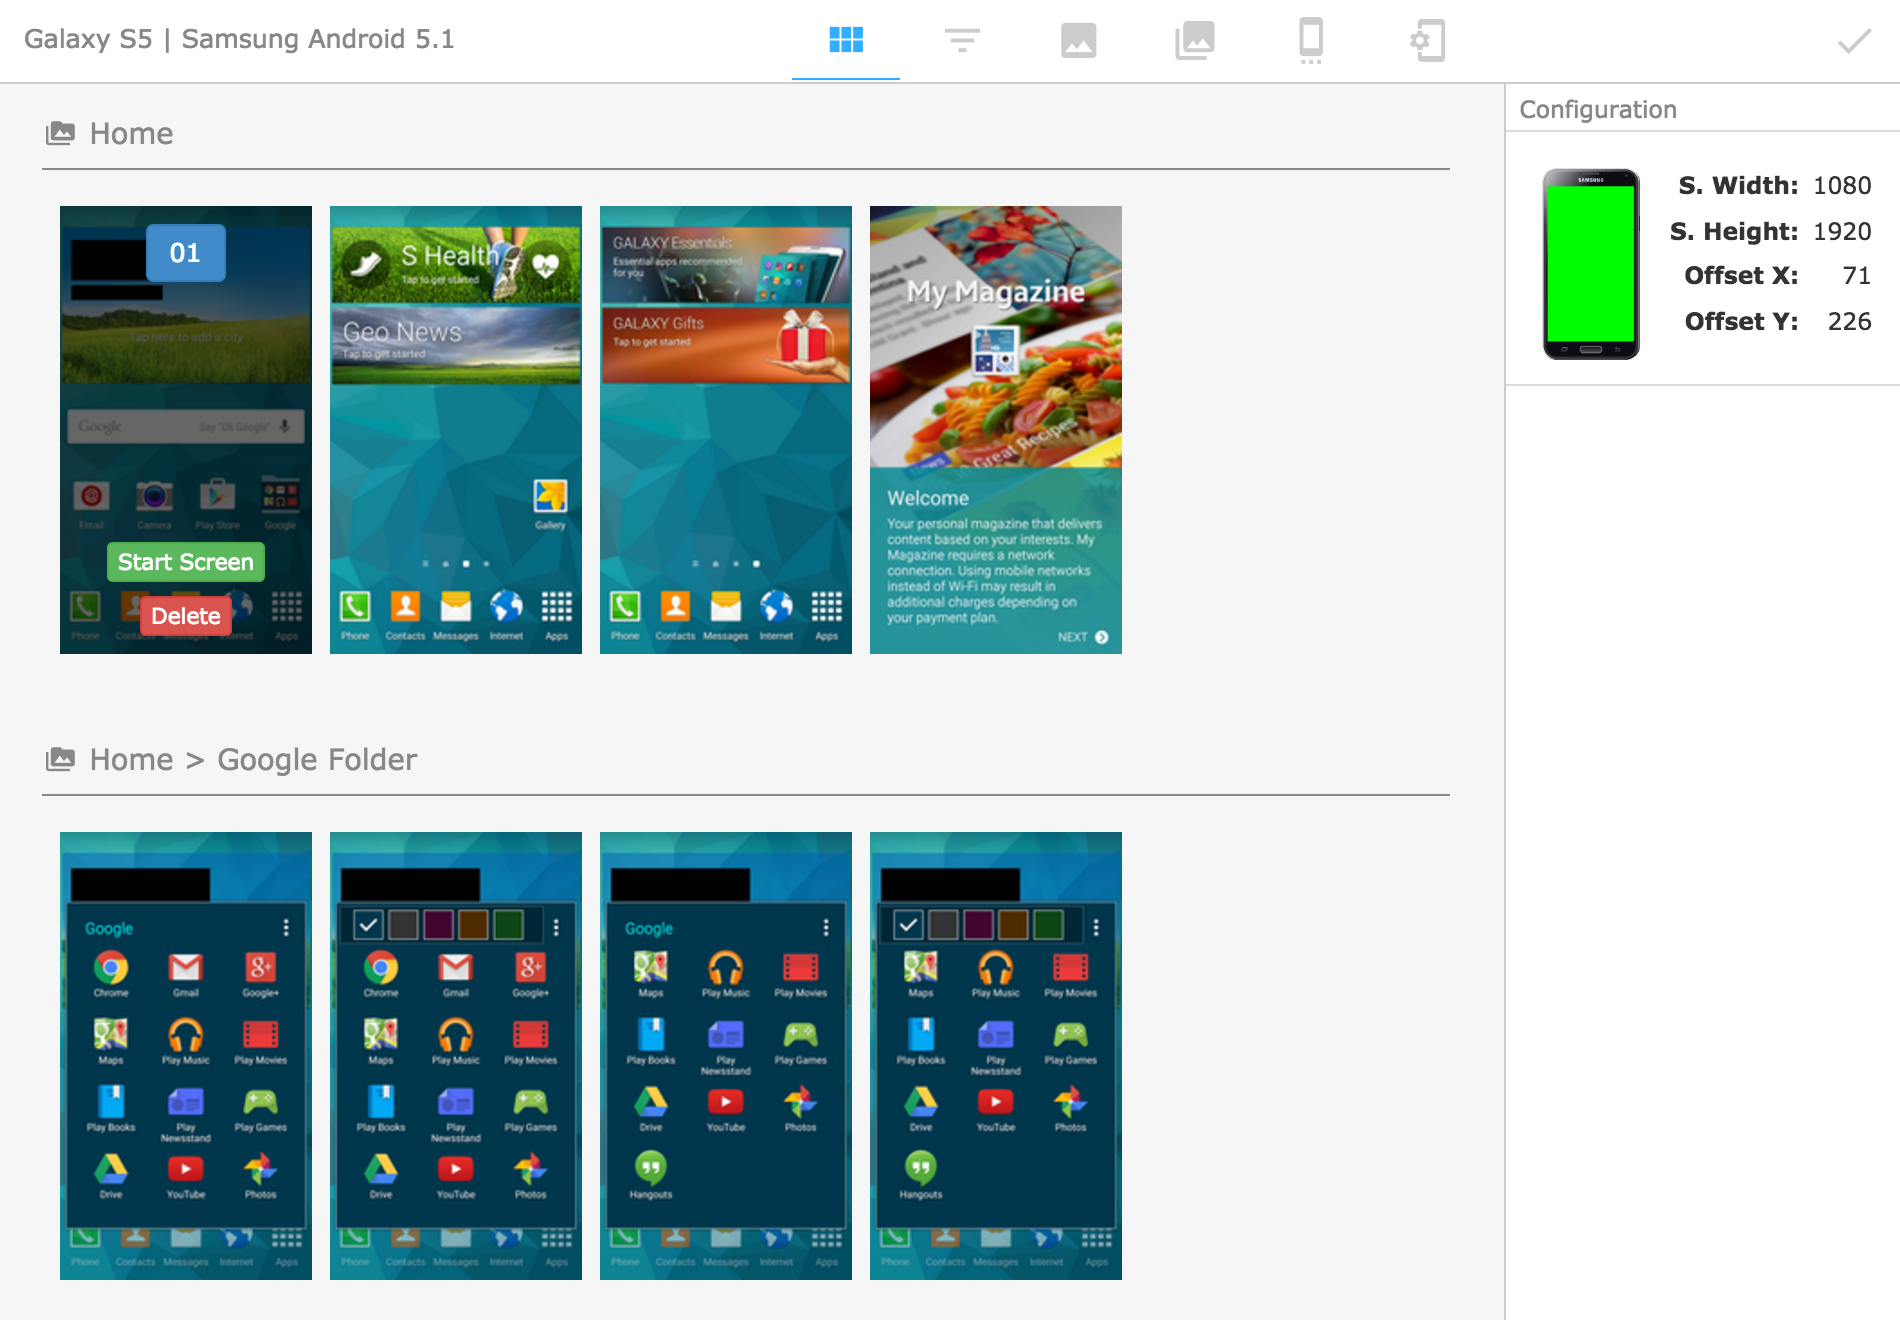 Galaxy S5 | Samsung Android 5.1
Configuration
SAMSUNG
S. Width: 1080
S. Height: 1920
Offset X: 71
Offset Y: 226
Home
01
Tap here to add a city
Google Say "Ok Google"
Email Camera Play Store Google
Start Screen
Delete
Phone Contacts Messages Internet Apps
S Health
Tap to get started
Geo News
Tap to get started
Gallery
Phone Contacts Messages Internet Apps
GALAXY Essentials
Essential apps recommended
for you
GALAXY Gifts
Tap to get started
Phone Contacts Messages Internet Apps
My Magazine
News
Great Recipes
Welcome
Your personal magazine that delivers
content based on your interests. My
Magazine requires a network
connection. Using mobile networks
instead of Wi-Fi may result in
additional charges depending on
your payment plan.
NEXT
Home > Google Folder
Google
Chrome Gmail Google+
Maps Play Music Play Movies
Play Books Play Newsstand Play Games
Drive YouTube Photos
Phone Contacts Messages Internet Apps
Chrome Gmail Google+
Maps Play Music Play Movies
Play Books Play Newsstand Play Games
Drive YouTube Photos
Phone Contacts Messages Internet Apps
Google
Maps Play Music Play Movies
Play Books Play Newsstand Play Games
Drive YouTube Photos
Hangouts
Phone Contacts Messages Internet Apps
Maps Play Music Play Movies
Play Books Play Newsstand Play Games
Drive YouTube Photos
Hangouts
Phone Contacts Messages Internet Apps